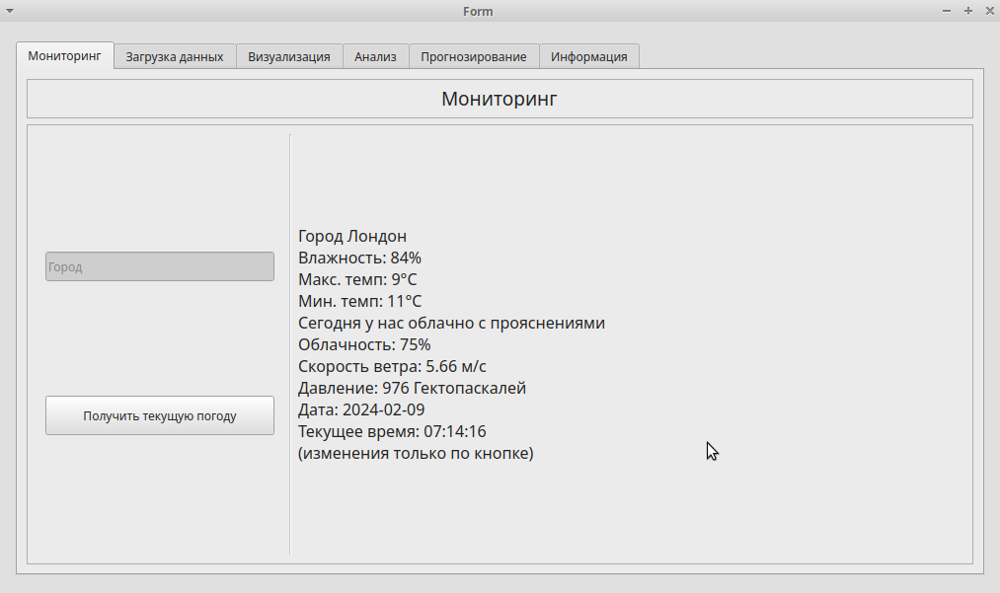 Form
Мониторинг
Загрузка данных
Визуализация
Анализ
Прогнозирование
Информация
Мониторинг
Город
Получить текущую погоду
Город Лондон
Влажность: 84%
Макс. темп: 9°C
Мин. темп: 11°C
Сегодня у нас облачно с прояснениями
Облачность: 75%
Скорость ветра: 5.66 м/с
Давление: 976 Гектопаскалей
Дата: 2024-02-09
Текущее время: 07:14:16
(изменения только по кнопке)